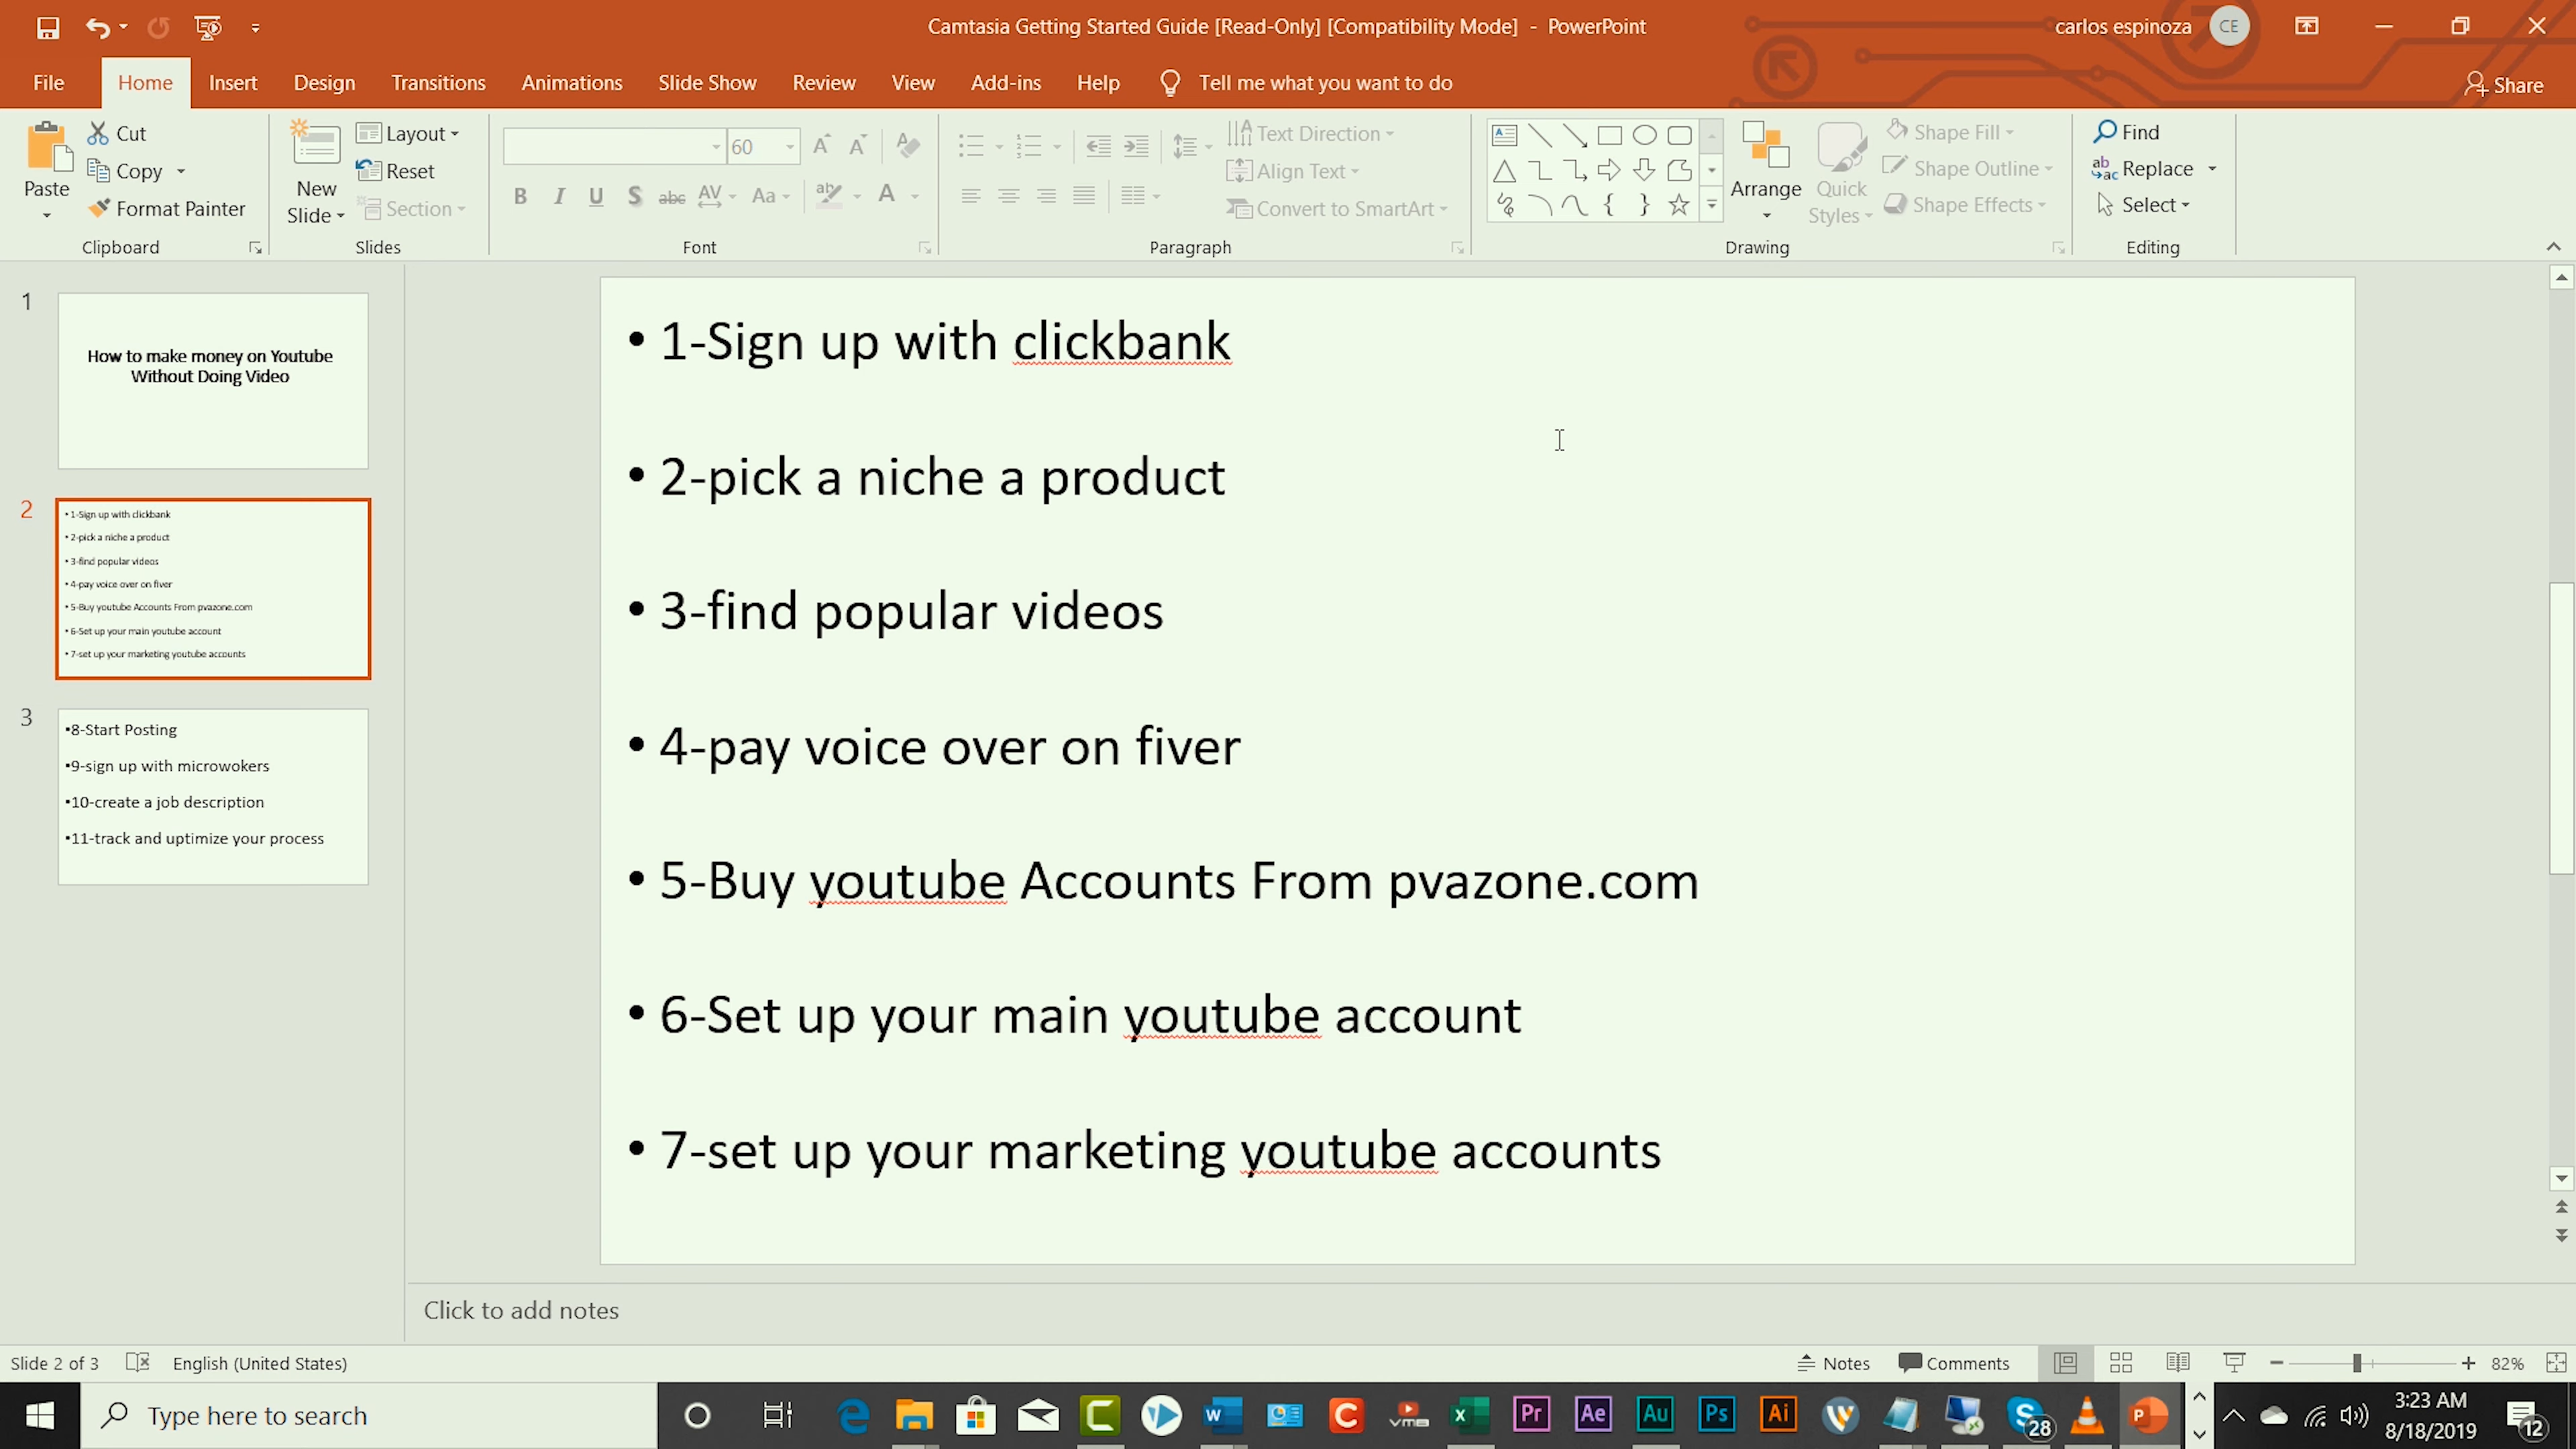 Camtasia Getting Started Guide [Read-Only] [Compatibility Mode] - PowerPoint
carlos espinoza
CE
File
Home
Insert
Design
Transitions
Animations
Slide Show
Review
View
Add-ins
Help
Tell me what you want to do
Share
Paste
Cut
Copy
Format Painter
Clipboard
New
Slide
Layout
Reset
Section
Slides
60
Font
Text Direction
Align Text
Convert to SmartArt
Paragraph
Arrange
Quick
Styles
Shape Fill
Shape Outline
Shape Effects
Drawing
Find
Replace
Select
Editing
1
How to make money on Youtube
Without Doing Video
2
• 1-Sign up with clickbank
• 2-pick a niche a product
• 3-find popular videos
• 4-pay voice over on fiver
• 5-Buy youtube Accounts From pvazone.com
• 6-Set up your main youtube account
• 7-set up your marketing youtube accounts
3
•8-Start Posting
•9-sign up with microwokers
•10-create a job description
•11-track and uptimize your process
• 1-Sign up with clickbank
• 2-pick a niche a product
• 3-find popular videos
• 4-pay voice over on fiver
• 5-Buy youtube Accounts From pvazone.com
• 6-Set up your main youtube account
• 7-set up your marketing youtube accounts
Click to add notes
Slide 2 of 3
English (United States)
Notes
Comments
82%
Type here to search
Pr
Ae
Au
Ps
Ai
28
3:23 AM
8/18/2019
12